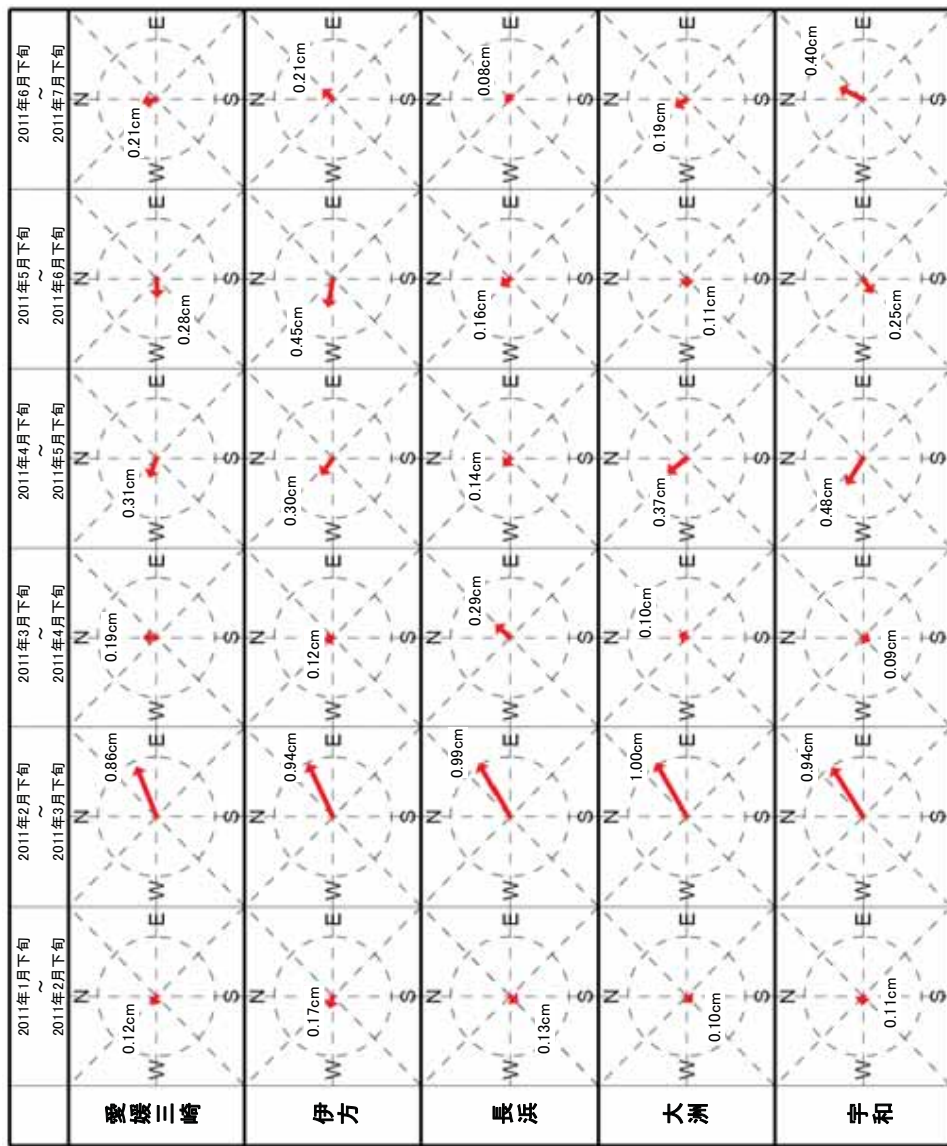 2011年1月下旬
～
2011年2月下旬
2011年2月下旬
～
2011年3月下旬
2011年3月下旬
～
2011年4月下旬
2011年4月下旬
～
2011年5月下旬
2011年5月下旬
～
2011年6月下旬
2011年6月下旬
～
2011年7月下旬
愛媛三崎
N
0.12cm
W E
S
N
0.86cm
W E
S
N
0.19cm
W E
S
N
0.31cm
W E
S
N
W E
0.28cm
S
N
0.21cm
W E
S
伊方
N
0.17cm
W E
S
N
0.94cm
W E
S
N
W E
0.12cm
S
N
0.30cm
W E
S
N
0.45cm
W E
S
N
0.21cm
W E
S
長浜
N
W E
0.13cm
S
N
0.99cm
W E
S
N
0.29cm
W E
S
N
0.14cm
W E
S
N
0.16cm
W E
S
N
0.08cm
W E
S
大洲
N
W E
0.10cm
S
N
1.00cm
W E
S
N
0.10cm
W E
S
N
0.37cm
W E
S
N
W E
0.11cm
S
N
0.19cm
W E
S
宇和
N
W E
0.11cm
S
N
0.94cm
W E
S
N
W E
0.09cm
S
N
0.48cm
W E
S
N
W E
0.25cm
S
N
0.40cm
W E
S